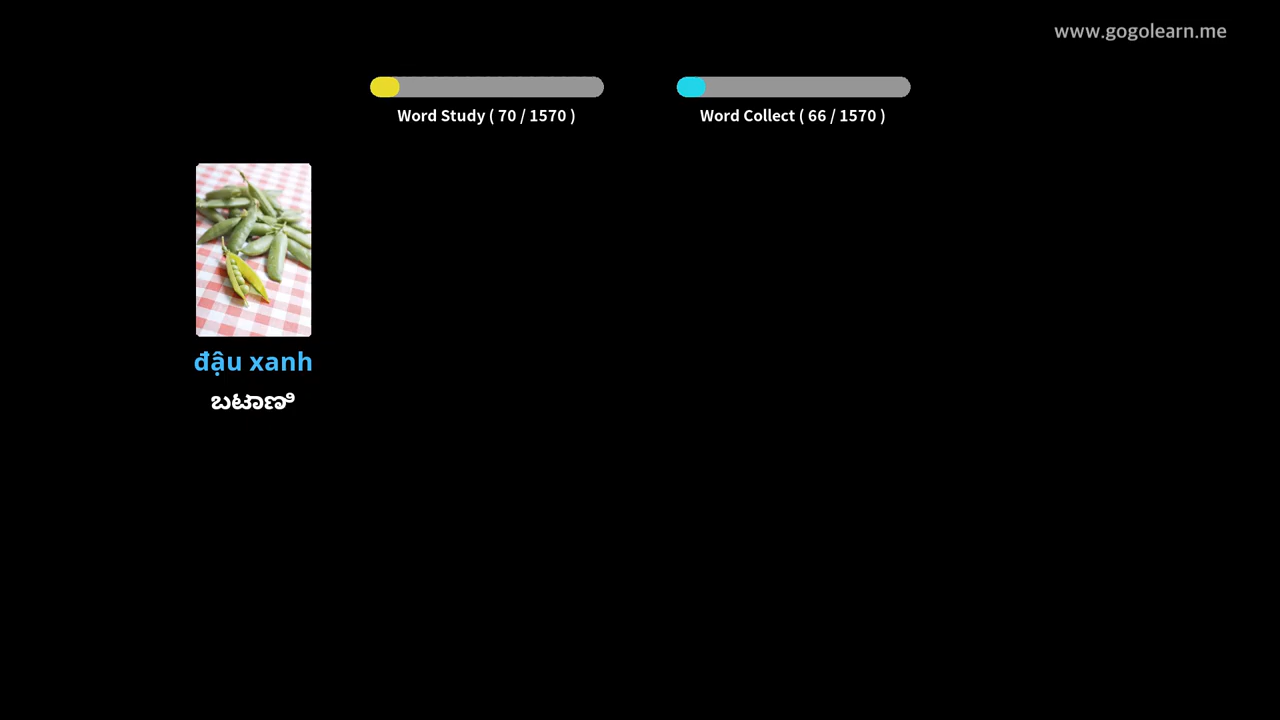 www.gogolearn.me
Word Study ( 70 / 1570 )
Word Collect ( 66 / 1570 )
đậu xanh
ಬಟಾಣಿ